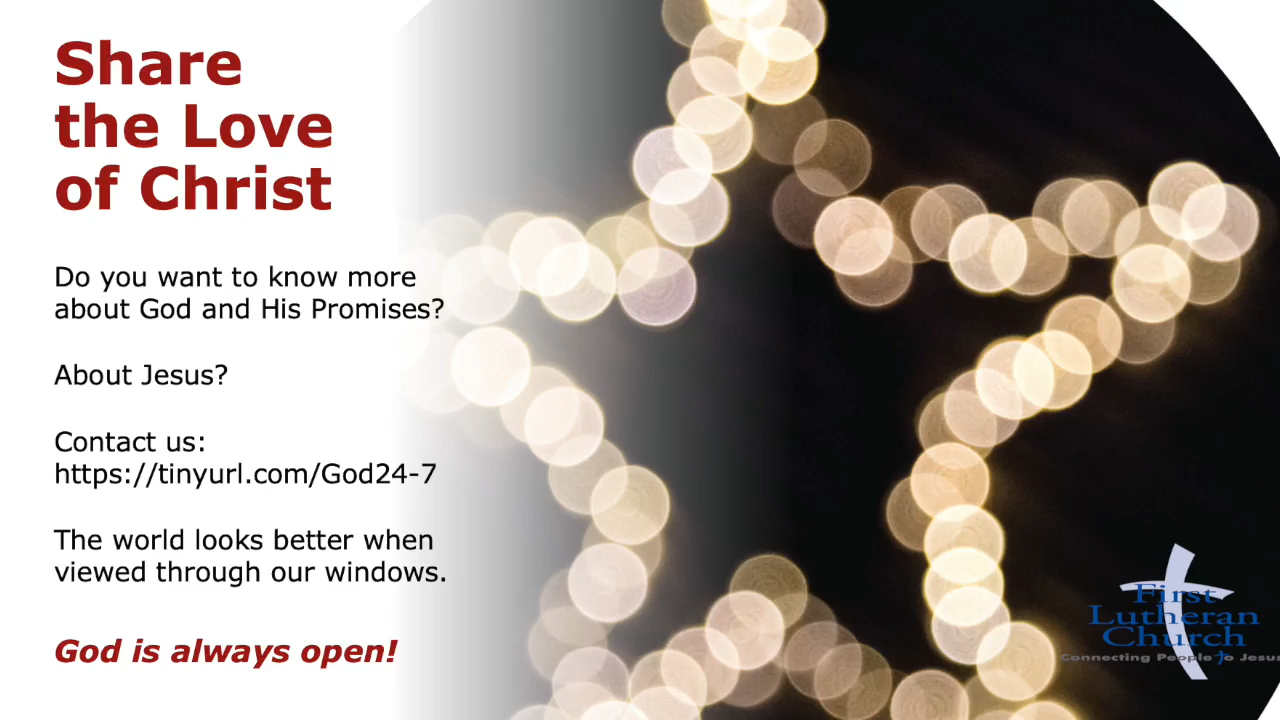 Share
the Love
of Christ
Do you want to know more
about God and His Promises?
About Jesus?
Contact us:
https://tinyurl.com/God24-7
The world looks better when
viewed through our windows.
God is always open!
First
Lutheran
Church
Connecting People to Jesus